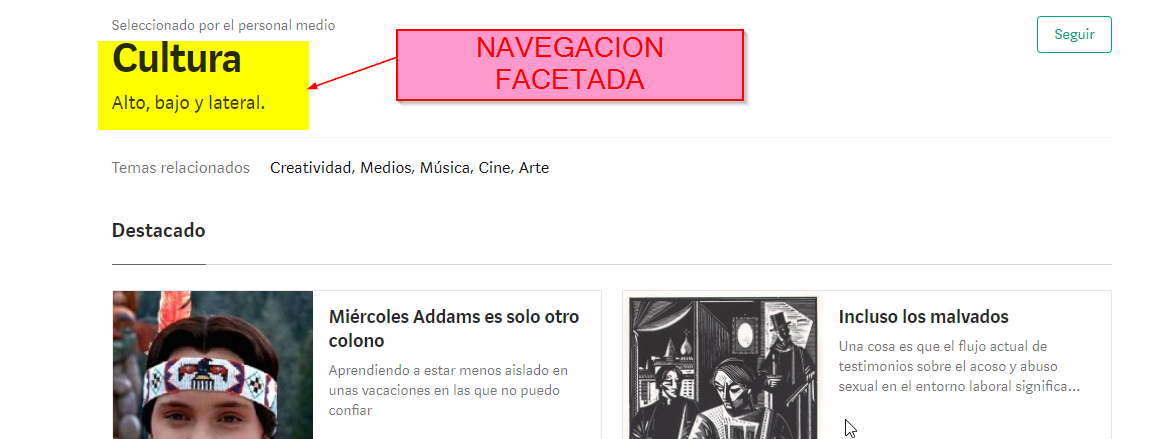 Seleccionado por el personal medio
Seguir
Cultura
NAVEGACION
FACETADA
Alto, bajo y lateral.
Temas relacionados Creatividad, Medios, Música, Cine, Arte
Destacado
Miércoles Addams es solo otro
colono
Aprendiendo a estar menos aislado en
unas vacaciones en las que no puedo
confiar
Incluso los malvados
Una cosa es que el flujo actual de
testimonios sobre el acoso y abuso
sexual en el entorno laboral significa...